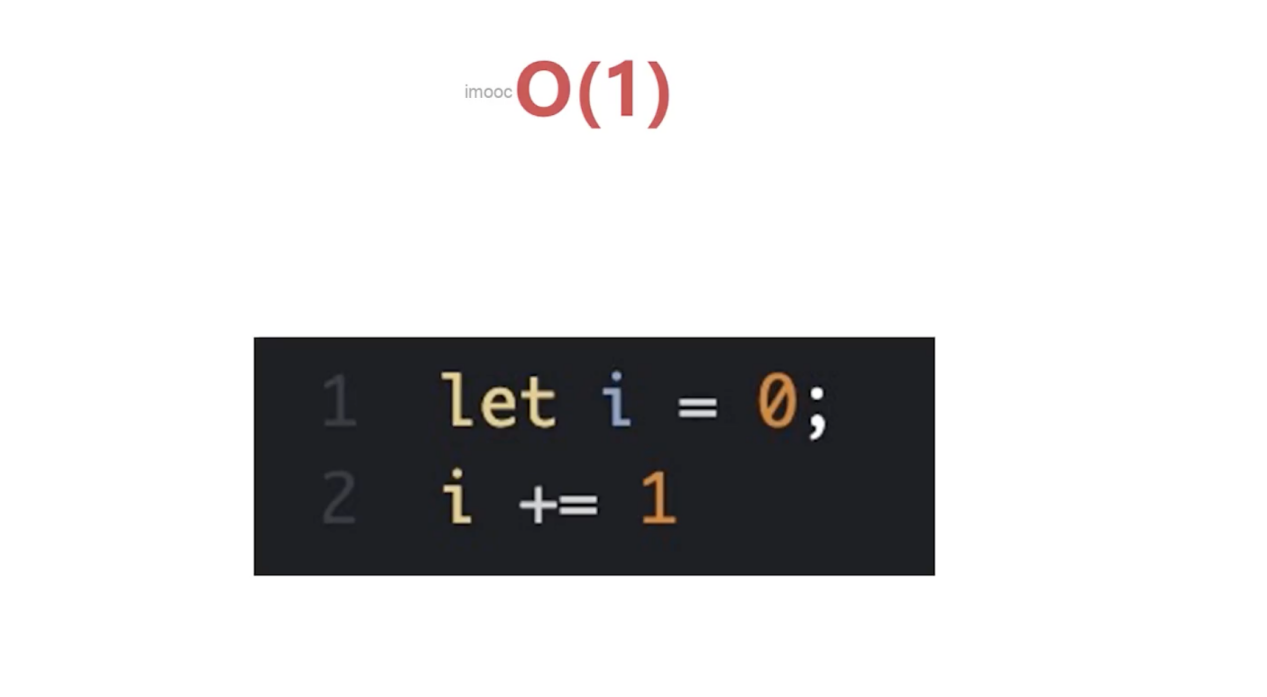 imooc O(1)
1 let i = 0;
2 i += 1